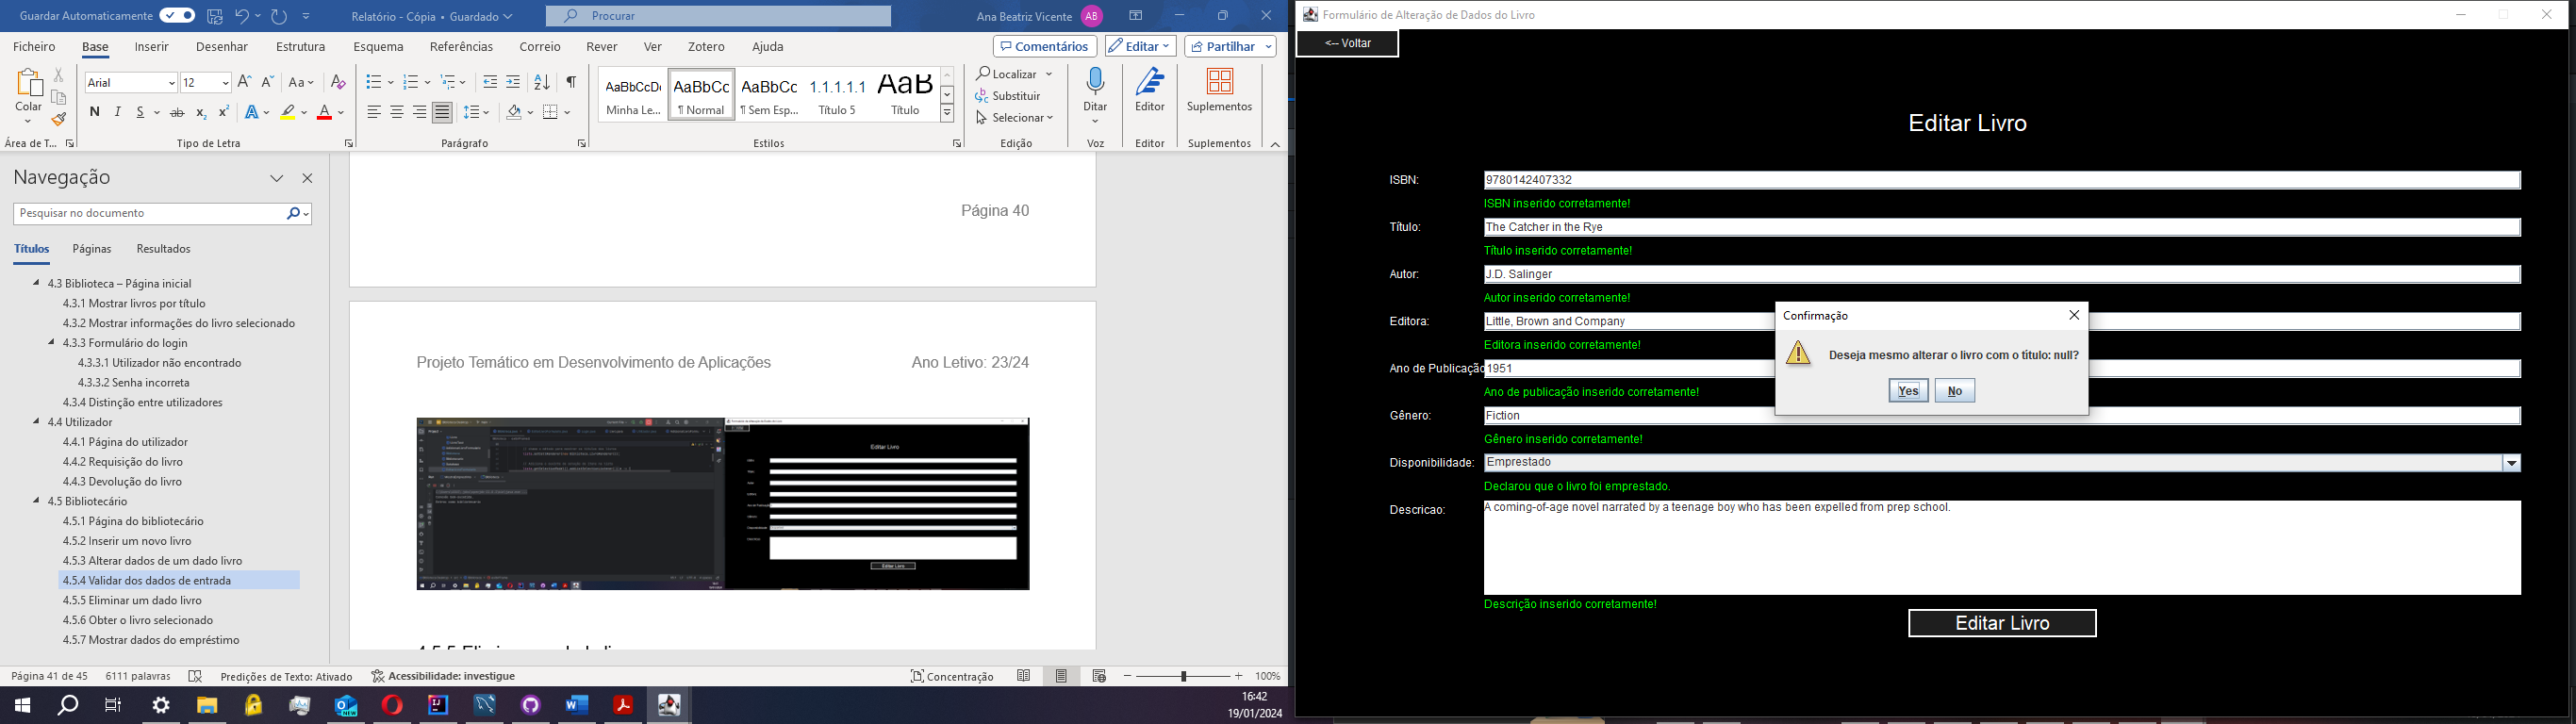 Guardar Automaticamente
Relatório - Cópia • Guardado
Procurar
Ana Beatriz Vicente
AB
Ficheiro Base Inserir Desenhar Estrutura Esquema Referências Correio Rever Ver Zotero Ajuda
Comentários Editar Partilhar
Colar
Arial 12
N I S ab
Área de T...
Tipo de Letra
Parágrafo
AaBbCcDc AaBbCc AaBbCc 1.1.1.1.1 AaB
Minha Le... ¶ Normal ¶ Sem Esp... Título 5 Título
Estilos
Localizar
Substituir
Selecionar
Edição
Ditar
Voz
Editor
Editor
Suplementos
Suplementos
Navegação
Pesquisar no documento
Títulos Páginas Resultados
4.3 Biblioteca – Página inicial
4.3.1 Mostrar livros por título
4.3.2 Mostrar informações do livro selecionado
4.3.3 Formulário do login
4.3.3.1 Utilizador não encontrado
4.3.3.2 Senha incorreta
4.3.4 Distinção entre utilizadores
4.4 Utilizador
4.4.1 Página do utilizador
4.4.2 Requisição do livro
4.4.3 Devolução do livro
4.5 Bibliotecário
4.5.1 Página do bibliotecário
4.5.2 Inserir um novo livro
4.5.3 Alterar dados de um dado livro
4.5.4 Validar dos dados de entrada
4.5.5 Eliminar um dado livro
4.5.6 Obter o livro selecionado
4.5.7 Mostrar dados do empréstimo
Página 40
Projeto Temático em Desenvolvimento de Aplicações Ano Letivo: 23/24
Editar Livro
Página 41 de 45 6111 palavras Predições de Texto: Ativado Acessibilidade: investigue
Concentração
100%
16:42
19/01/2024
Formulário de Alteração de Dados do Livro
<-- Voltar
Editar Livro
ISBN: 9780142407332
ISBN inserido corretamente!
Título: The Catcher in the Rye
Título inserido corretamente!
Autor: J.D. Salinger
Autor inserido corretamente!
Editora: Little, Brown and Company
Editora inserido corretamente!
Ano de Publicação 1951
Ano de publicação inserido corretamente!
Gênero: Fiction
Gênero inserido corretamente!
Disponibilidade: Emprestado
Declarou que o livro foi emprestado.
Descricao: A coming-of-age novel narrated by a teenage boy who has been expelled from prep school.
Descrição inserido corretamente!
Editar Livro
Confirmação
Deseja mesmo alterar o livro com o título: null?
Yes No